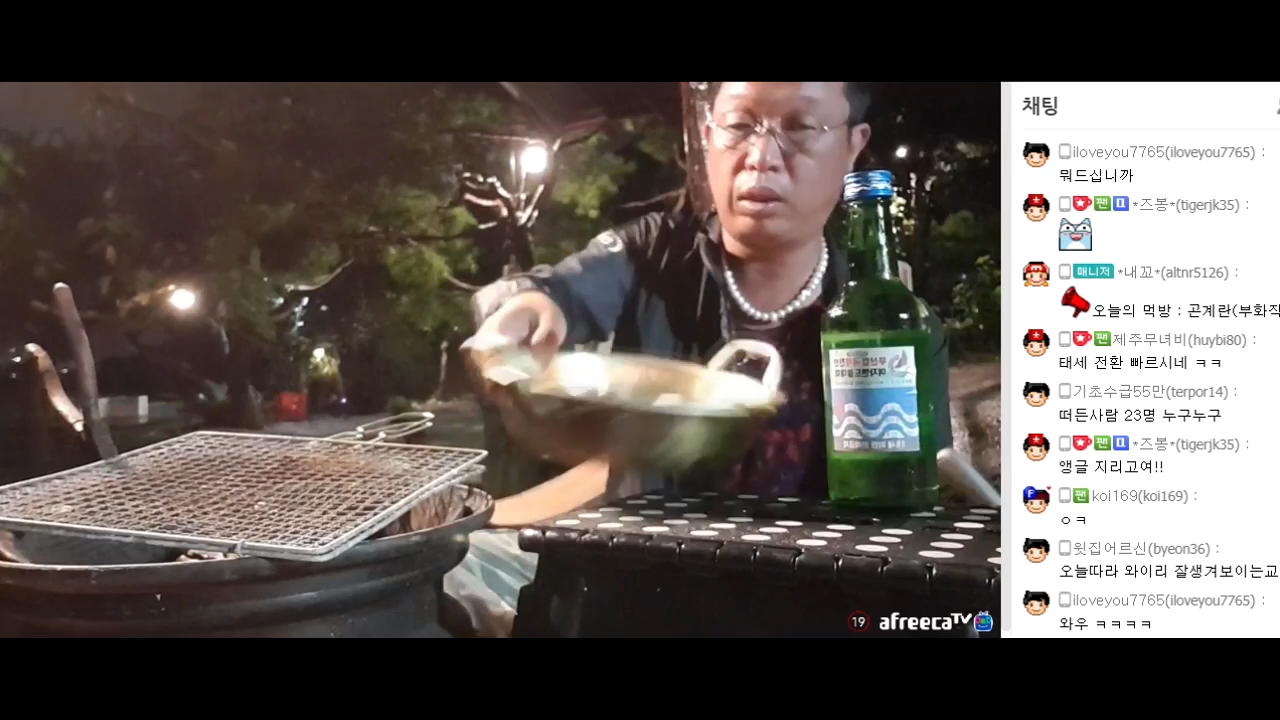 채팅
iloveyou7765(iloveyou7765) :
뭐드십니까
팬 *즈봉*(tigerjk35) :
매니저 *내꼬*(altnr5126) :
오늘의 먹방 : 곤계란(부화직
팬 제주무녀비(huybi80) :
태세 전환 빠르시네 ㅋㅋ
기초수급55만(terpor14) :
떠든사람 23명 누구누구
팬 *즈봉*(tigerjk35) :
앵글 지리고여!!
F 팬 koi169(koi169) :
ㅇㅋ
윗집어르신(byeon36) :
오늘따라 와이리 잘생겨보이는교
iloveyou7765(iloveyou7765) :
와우 ㅋㅋㅋㅋ
19 afreecaTV